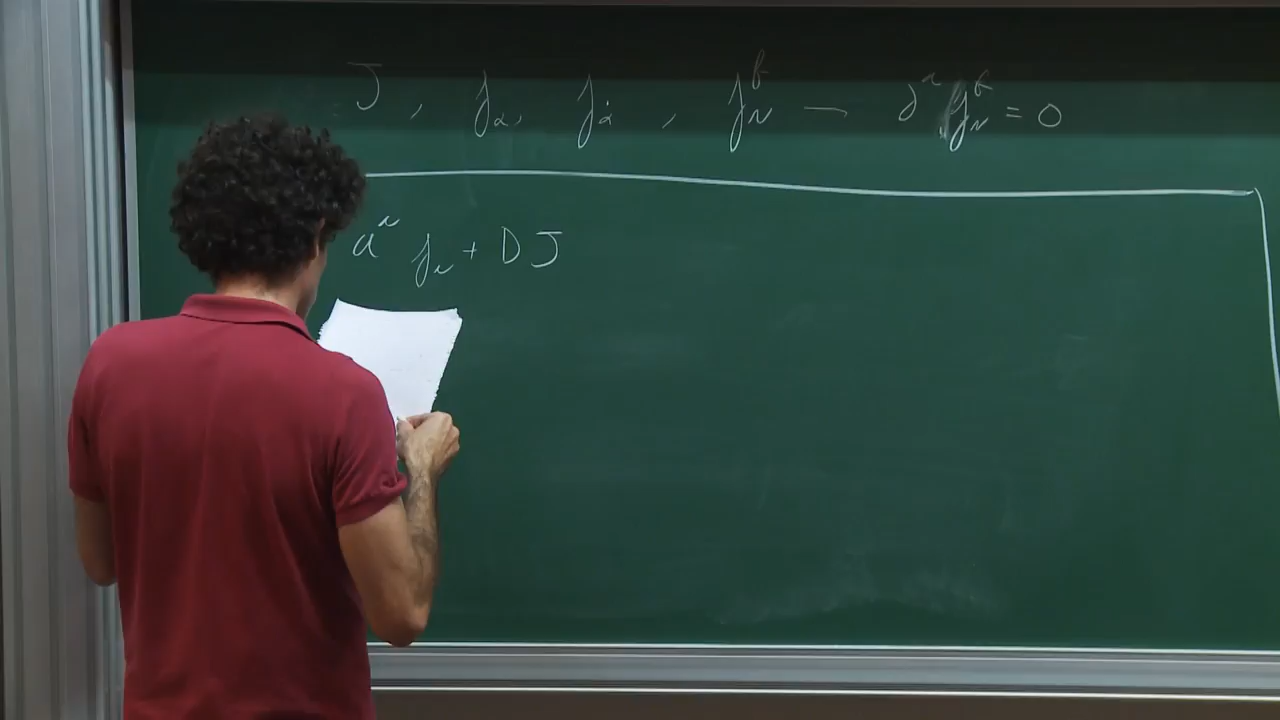 J , j_α, j_α̇ , j_μ^f — ∂^μ j_μ^f = 0
a^μ j_μ + D J